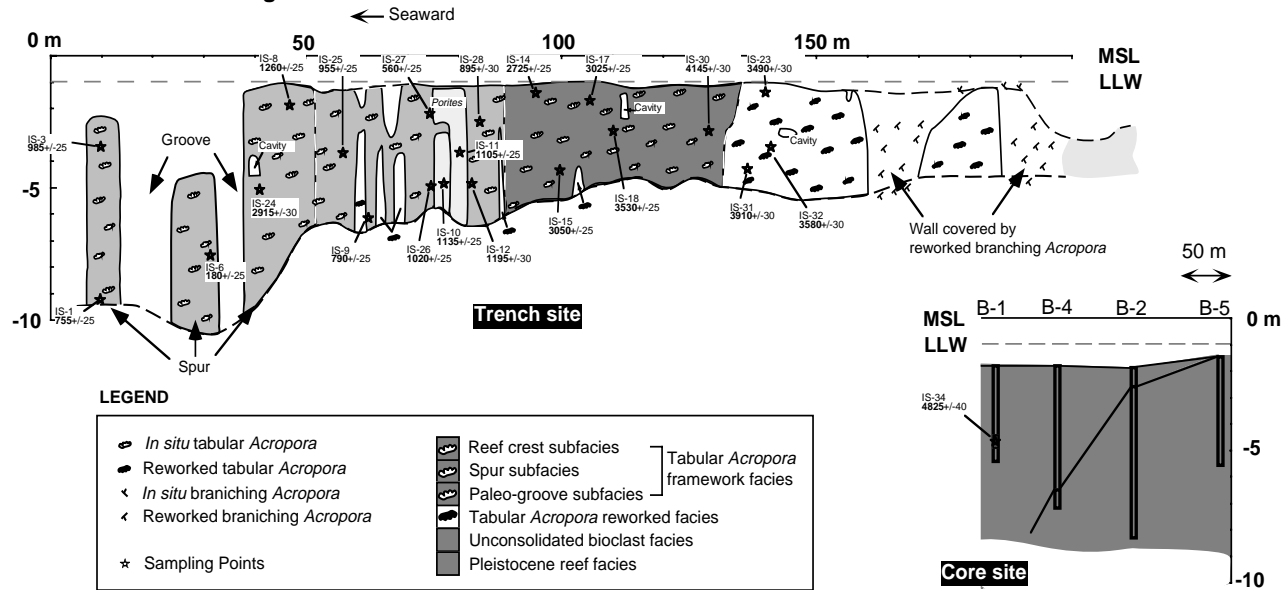 Seaward
0 m 50 100 150 m
MSL
LLW
IS-8
1260+/-25
IS-25
955+/-25
IS-27
560+/-25
IS-28
895+/-30
IS-14
2725+/-25
IS-17
3025+/-25
IS-30
4145+/-30
IS-23
3490+/-30
Porites
Cavity
IS-3
985+/-25
Groove
Cavity
IS-11
1105+/-25
Cavity
-5
IS-24
2915+/-30
IS-18
3530+/-25
IS-31
3910+/-30
IS-32
3580+/-30
IS-15
3050+/-25
IS-10
1135+/-25
IS-9
790+/-25
IS-26
1020+/-25
IS-12
1195+/-30
IS-6
180+/-25
Wall covered by
reworked branching Acropora
-10
IS-1
755+/-25
Spur
Trench site
50 m
B-1 B-4 B-2 B-5
MSL 0 m
LLW
IS-34
4825+/-40
-5
Core site
-10
LEGEND
In situ tabular Acropora
Reworked tabular Acropora
In situ braniching Acropora
Reworked branching Acropora
Sampling Points
Reef crest subfacies
Spur subfacies
Paleo-groove subfacies
Tabular Acropora
framework facies
Tabular Acropora reworked facies
Unconsolidated bioclast facies
Pleistocene reef facies